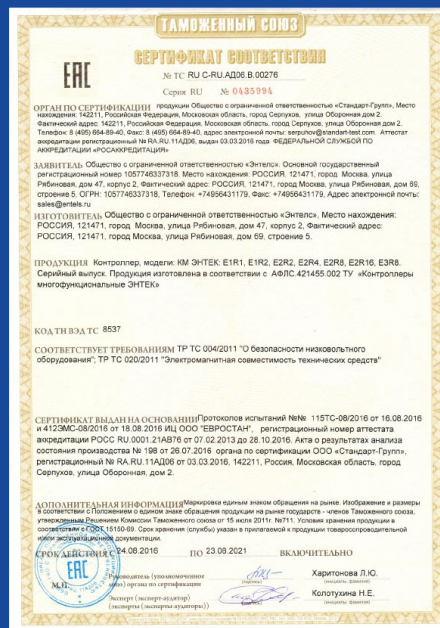 ТАМОЖЕННЫЙ СОЮЗ
СЕРТИФИКАТ СООТВЕТСТВИЯ
ЕАС
№ ТС RU C-RU.АД06.В.00276
Серия RU № 0435994
ОРГАН ПО СЕРТИФИКАЦИИ продукции Общество с ограниченной ответственностью «Стандарт-Групп», Место
нахождения: 142211, Российская Федерация, Московская область, город Серпухов, улица Оборонная дом 2.
Фактический адрес: 142211, Российская Федерация, Московская область, город Серпухов, улица Оборонная дом 2.
Телефон: 8 (495) 664-89-40, Факс: 8 (495) 664-89-40, адрес электронной почты: serpuhov@standart-test.com. Аттестат
аккредитации регистрационный № RA.RU.11АД06, выдан 03.03.2016 года ФЕДЕРАЛЬНОЙ СЛУЖБОЙ ПО
АККРЕДИТАЦИИ «РОСАККРЕДИТАЦИЯ»
ЗАЯВИТЕЛЬ Общество с ограниченной ответственностью «Энтелс». Основной государственный
регистрационный номер 1057746337318. Место нахождения: РОССИЯ, 121471, город Москва, улица
Рябиновая, дом 47, корпус 2, Фактический адрес: РОССИЯ, 121471, город Москва, улица Рябиновая, дом 69,
строение 5, ОГРН: 1057746337318, Телефон: +74956431179, Факс: +74956431179, Адрес электронной почты:
sales@entels.ru
ИЗГОТОВИТЕЛЬ Общество с ограниченной ответственностью «Энтелс», Место нахождения:
РОССИЯ, 121471, город Москва, улица Рябиновая, дом 47, корпус 2, Фактический адрес:
РОССИЯ, 121471, город Москва, улица Рябиновая, дом 69, строение 5.
ПРОДУКЦИЯ Контроллер, модели: КМ ЭНТЕК: E1R1, E1R2, E2R2, E2R4, E2R8, E2R16, E3R8.
Серийный выпуск. Продукция изготовлена в соответствии с АФЛС.421455.002 ТУ «Контроллеры
многофункциональные ЭНТЕК»
КОД ТН ВЭД ТС 8537
СООТВЕТСТВУЕТ ТРЕБОВАНИЯМ ТР ТС 004/2011 "О безопасности низковольтного
оборудования"; ТР ТС 020/2011 "Электромагнитная совместимость технических средств"
СЕРТИФИКАТ ВЫДАН НА ОСНОВАНИИ Протоколов испытаний №№ 115ТС-08/2016 от 16.08.2016
и 412ЭМС-08/2016 от 18.08.2016 ИЦ ООО "ЕВРОСТАН", регистрационный номер аттестата
аккредитации РОСС RU.0001.21АВ76 от 07.02.2013 до 28.10.2016. Акта о результатах анализа
состояния производства № 198 от 26.07.2016 органа по сертификации ООО «Стандарт-Групп»,
регистрационный № RA.RU.11АД06 от 03.03.2016, 142211, Россия, Московская область, город
Серпухов, улица Оборонная, дом 2.
ДОПОЛНИТЕЛЬНАЯ ИНФОРМАЦИЯ Маркировка единым знаком обращения на рынке. Изображение и размеры
в соответствии с Положением о едином знаке обращения продукции на рынке государств - членов Таможенного союза,
утвержденным Решением Комиссии Таможенного союза от 15 июля 2011г. №711. Условия хранения продукции в
соответствии с ГОСТ 15150-69. Срок хранения (службы) указан в прилагаемой к продукции товаросопроводительной
и/или эксплуатационной документации.
СРОК ДЕЙСТВИЯ С 24.08.2016 ПО 23.08.2021 ВКЛЮЧИТЕЛЬНО
ЕАС
М.П.
Руководитель (уполномоченное
лицо) органа по сертификации
(подпись)
Харитонова Л.Ю.
(инициалы, фамилия)
Эксперт (эксперт-аудитор)
(эксперты (эксперты-аудиторы))
(подпись)
Колотухина Н.Е.
(инициалы, фамилия)